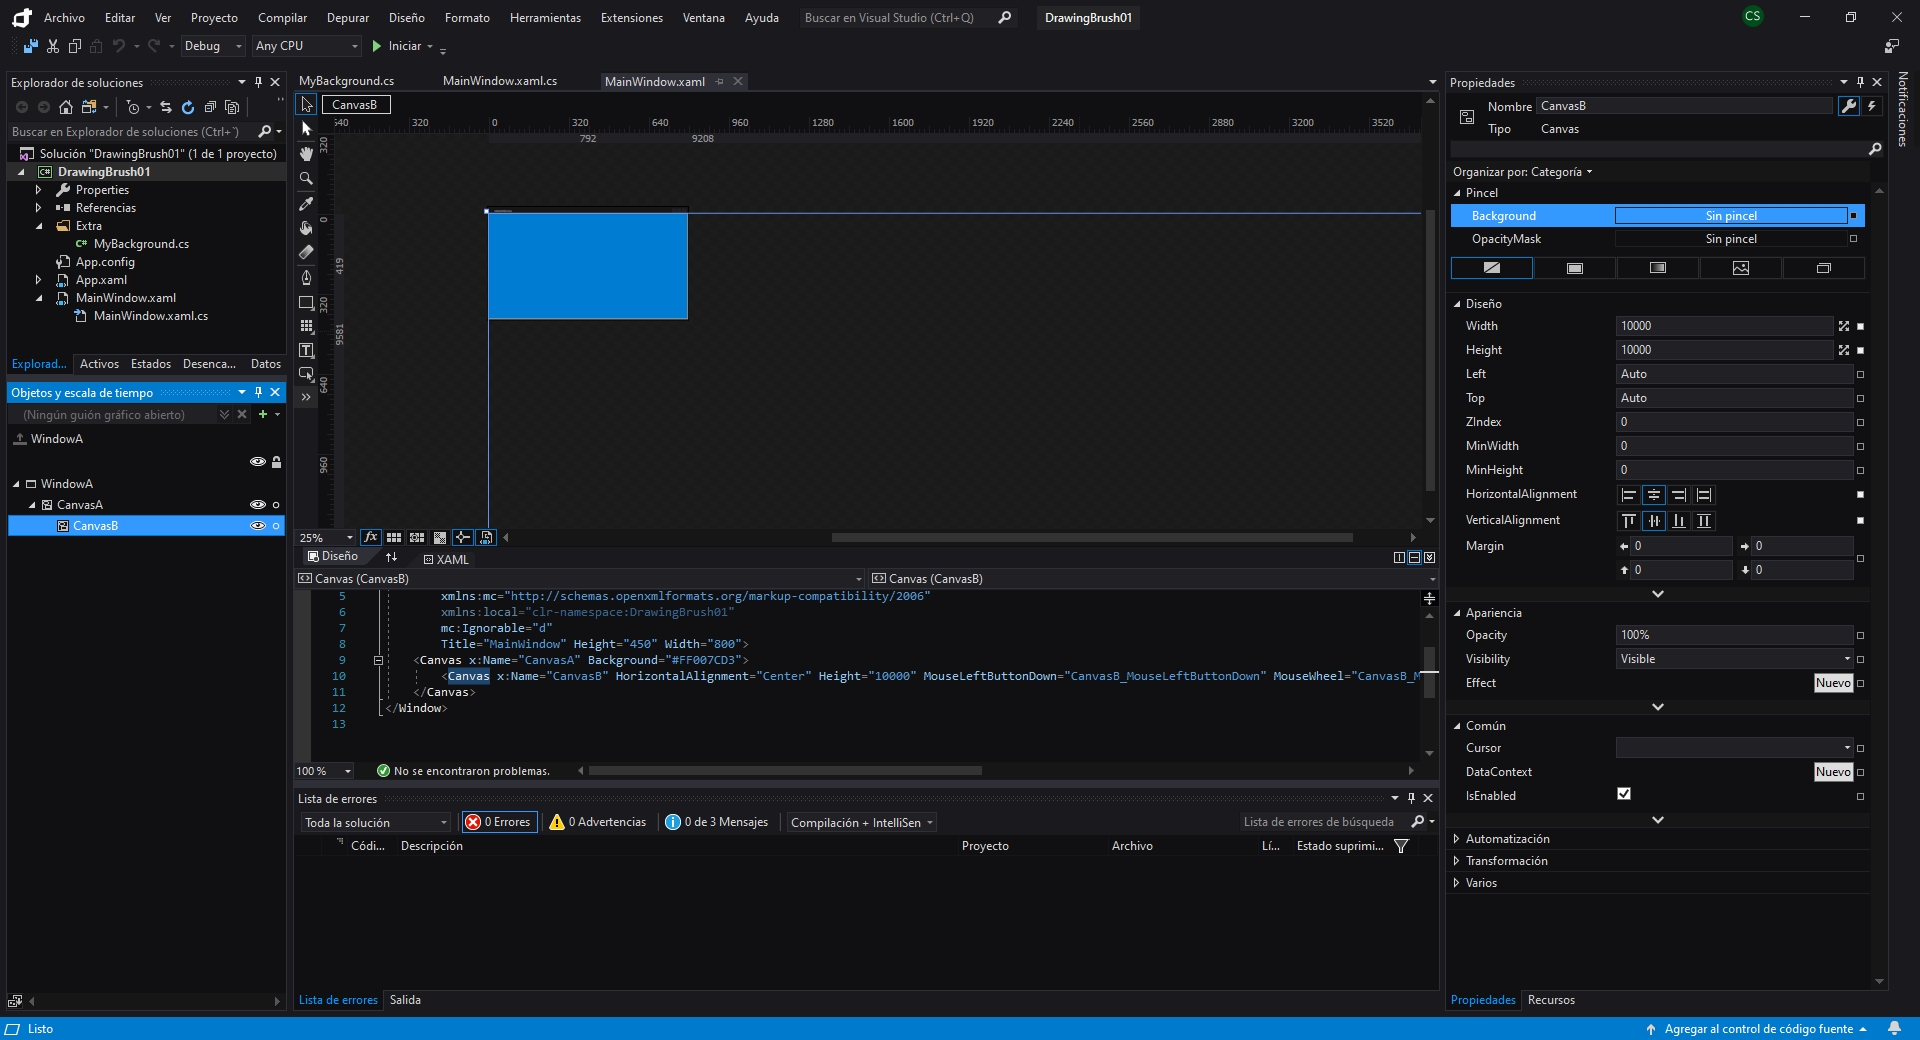 Archivo Editar Ver Proyecto Compilar Depurar Diseño Formato Herramientas Extensiones Ventana Ayuda Buscar en Visual Studio (Ctrl+Q) DrawingBrush01 CS
Debug Any CPU Iniciar
Explorador de soluciones
Buscar en Explorador de soluciones (Ctrl+`)
Solución "DrawingBrush01" (1 de 1 proyecto)
C# DrawingBrush01
Properties
Referencias
Extra
C# MyBackground.cs
App.config
App.xaml
MainWindow.xaml
MainWindow.xaml.cs
Explorad... Activos Estados Desenca... Datos
Objetos y escala de tiempo
(Ningún guión gráfico abierto)
WindowA
WindowA
CanvasA
CanvasB
MyBackground.cs MainWindow.xaml.cs MainWindow.xaml
CanvasB
540 320 0 320 640 960 1280 1600 1920 2240 2560 2880 3200 3520
792 9208
320
0
419
320
9581
640
960
25% fx
Diseño XAML
Canvas (CanvasB) Canvas (CanvasB)
5 xmlns:mc="http://schemas.openxmlformats.org/markup-compatibility/2006"
6 xmlns:local="clr-namespace:DrawingBrush01"
7 mc:Ignorable="d"
8 Title="MainWindow" Height="450" Width="800">
9 <Canvas x:Name="CanvasA" Background="#FF007CD3">
10 <Canvas x:Name="CanvasB" HorizontalAlignment="Center" Height="10000" MouseLeftButtonDown="CanvasB_MouseLeftButtonDown" MouseWheel="CanvasB_M
11 </Canvas>
12 </Window>
13
100 % No se encontraron problemas.
Lista de errores
Toda la solución 0 Errores 0 Advertencias 0 de 3 Mensajes Compilación + IntelliSen Lista de errores de búsqueda
Códi... Descripción Proyecto Archivo Lí... Estado suprimi...
Lista de errores Salida
Propiedades
Nombre CanvasB
Tipo Canvas
Organizar por: Categoría
Pincel
Background Sin pincel
OpacityMask Sin pincel
Diseño
Width 10000
Height 10000
Left Auto
Top Auto
ZIndex 0
MinWidth 0
MinHeight 0
HorizontalAlignment
VerticalAlignment
Margin 0 0
0 0
Apariencia
Opacity 100%
Visibility Visible
Effect Nuevo
Común
Cursor
DataContext Nuevo
IsEnabled
Automatización
Transformación
Varios
Propiedades Recursos
Notificaciones
Listo Agregar al control de código fuente